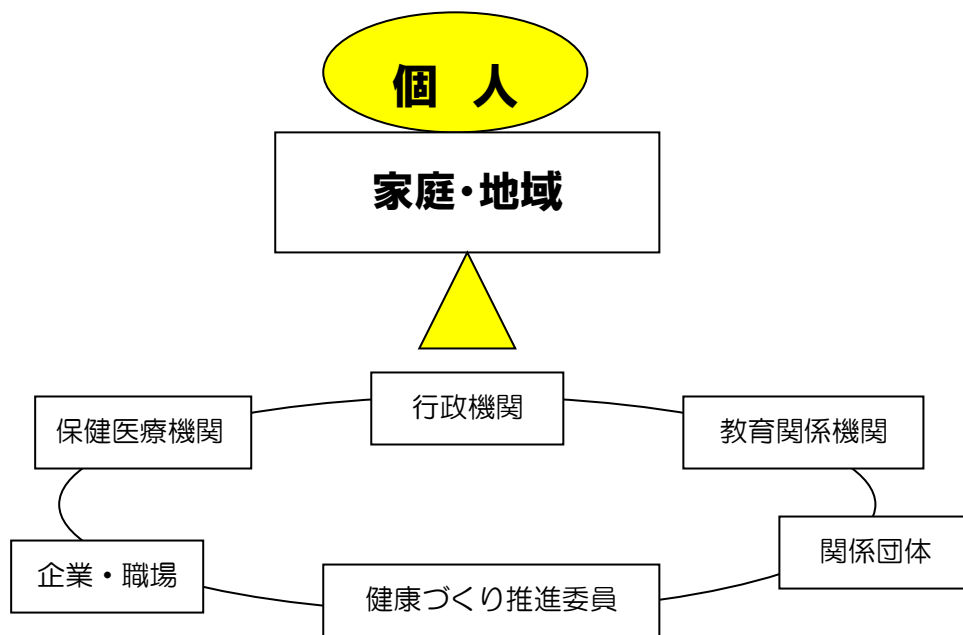 個 人
家庭・地域
行政機関
保健医療機関
教育関係機関
関係団体
企業・職場
健康づくり推進委員